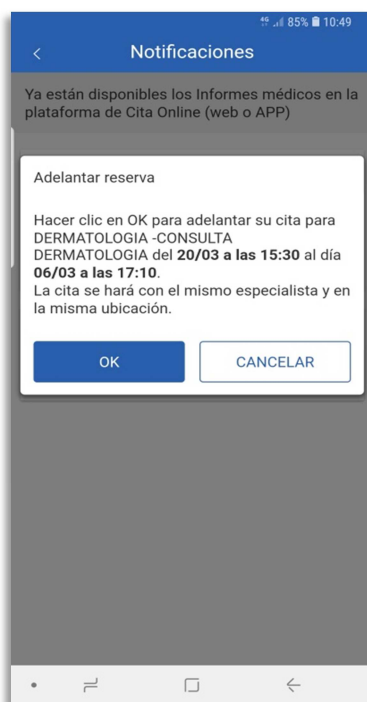 4G 85% 10:49
Notificaciones
Ya están disponibles los Informes médicos en la
plataforma de Cita Online (web o APP)
Adelantar reserva
Hacer clic en OK para adelantar su cita para
DERMATOLOGIA -CONSULTA
DERMATOLOGIA del 20/03 a las 15:30 al día
06/03 a las 17:10.
La cita se hará con el mismo especialista y en
la misma ubicación.
OK
CANCELAR